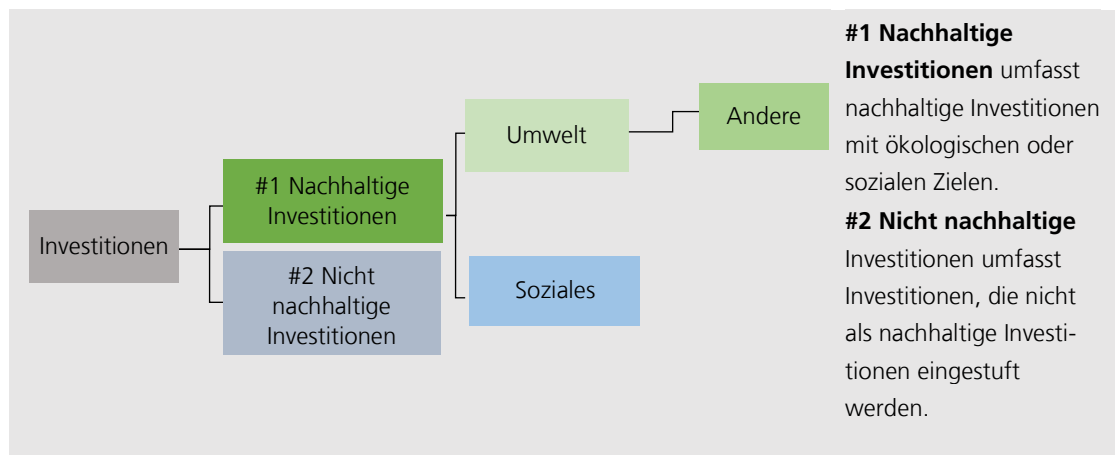 Investitionen
#1 Nachhaltige
Investitionen
#2 Nicht
nachhaltige
Investitionen
Umwelt
Soziales
Andere
#1 Nachhaltige
Investitionen umfasst
nachhaltige Investitionen
mit ökologischen oder
sozialen Zielen.
#2 Nicht nachhaltige
Investitionen umfasst
Investitionen, die nicht
als nachhaltige Investi-
tionen eingestuft
werden.